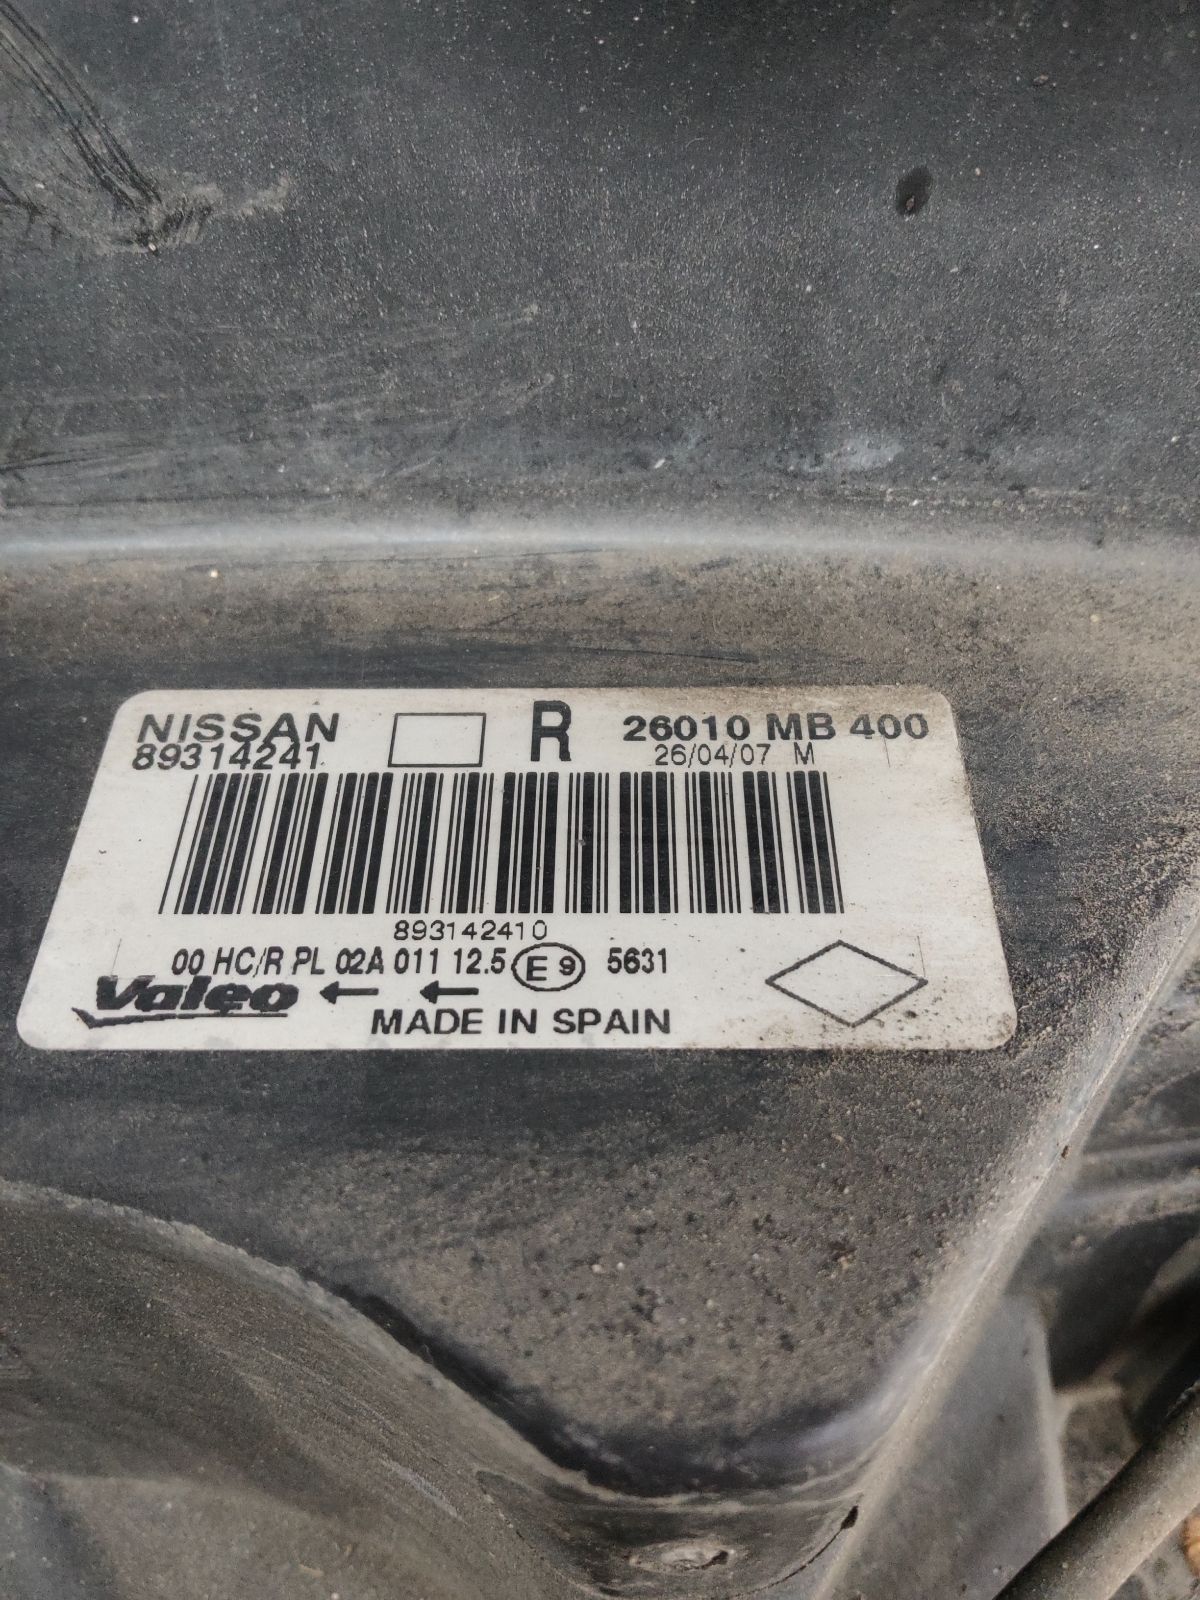 NISSAN R 26010 MB 400
89314241 26/04/07 M
893142410
00 HC/R PL 02A 011 12.5 E 9 5631
Valeo ← ←
MADE IN SPAIN